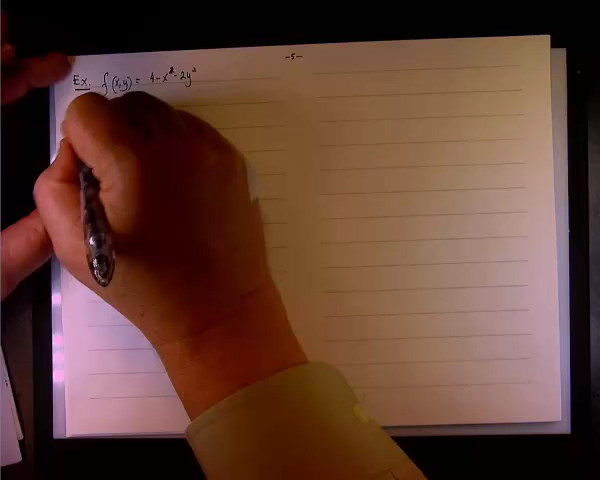 -5-
Ex. f(x,y) = 4-x²-2y²